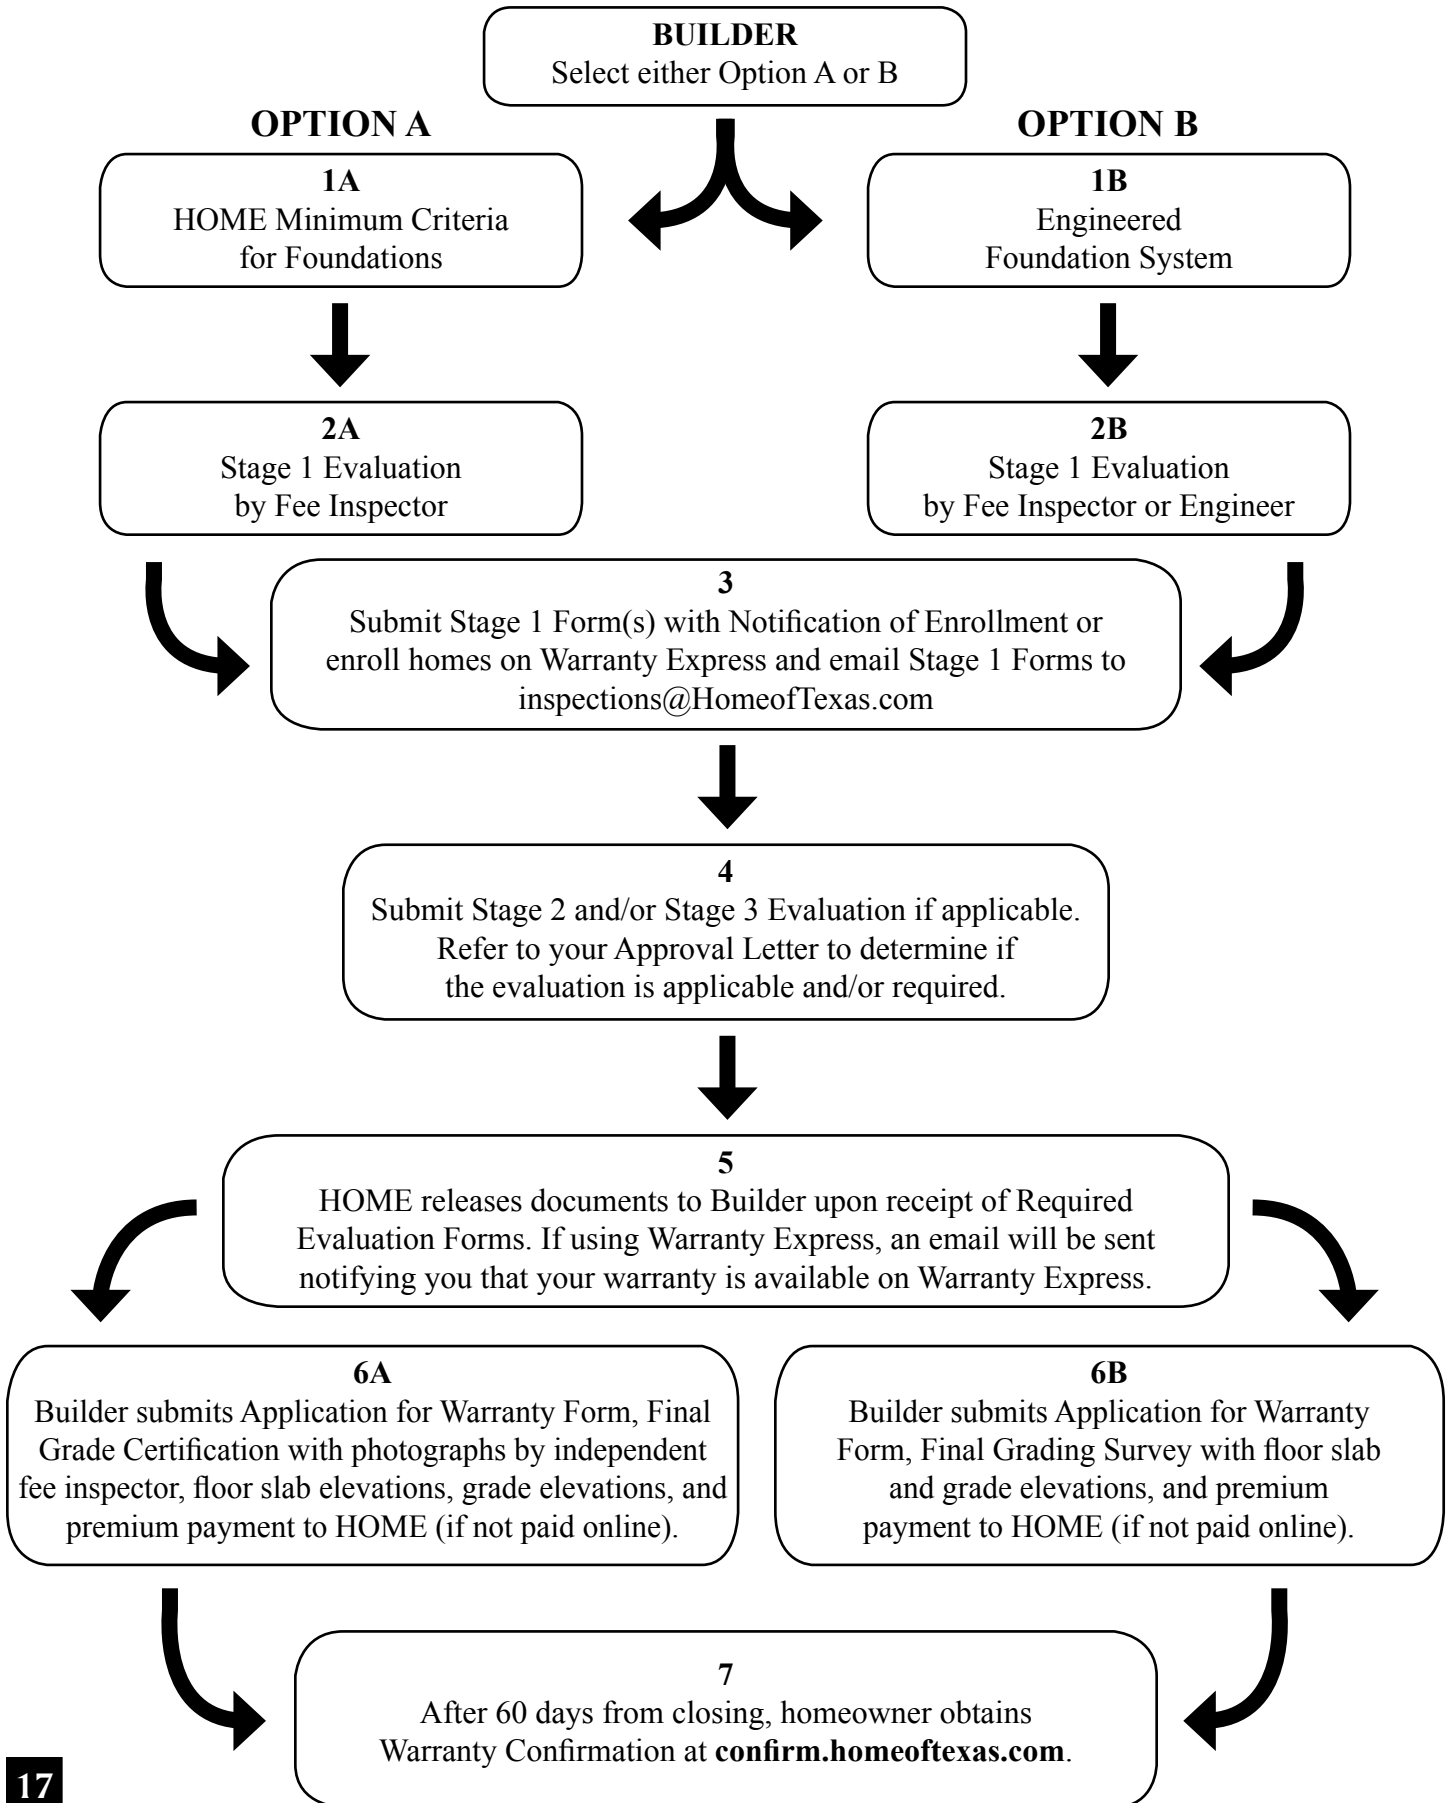 BUILDER
Select either Option A or B
OPTION A
OPTION B
1A
HOME Minimum Criteria
for Foundations
1B
Engineered
Foundation System
2A
Stage 1 Evaluation
by Fee Inspector
2B
Stage 1 Evaluation
by Fee Inspector or Engineer
3
Submit Stage 1 Form(s) with Notification of Enrollment or
enroll homes on Warranty Express and email Stage 1 Forms to
inspections@HomeofTexas.com
4
Submit Stage 2 and/or Stage 3 Evaluation if applicable.
Refer to your Approval Letter to determine if
the evaluation is applicable and/or required.
5
HOME releases documents to Builder upon receipt of Required
Evaluation Forms. If using Warranty Express, an email will be sent
notifying you that your warranty is available on Warranty Express.
6A
Builder submits Application for Warranty Form, Final
Grade Certification with photographs by independent
fee inspector, floor slab elevations, grade elevations, and
premium payment to HOME (if not paid online).
6B
Builder submits Application for Warranty
Form, Final Grading Survey with floor slab
and grade elevations, and premium
payment to HOME (if not paid online).
7
After 60 days from closing, homeowner obtains
Warranty Confirmation at confirm.homeoftexas.com.
17